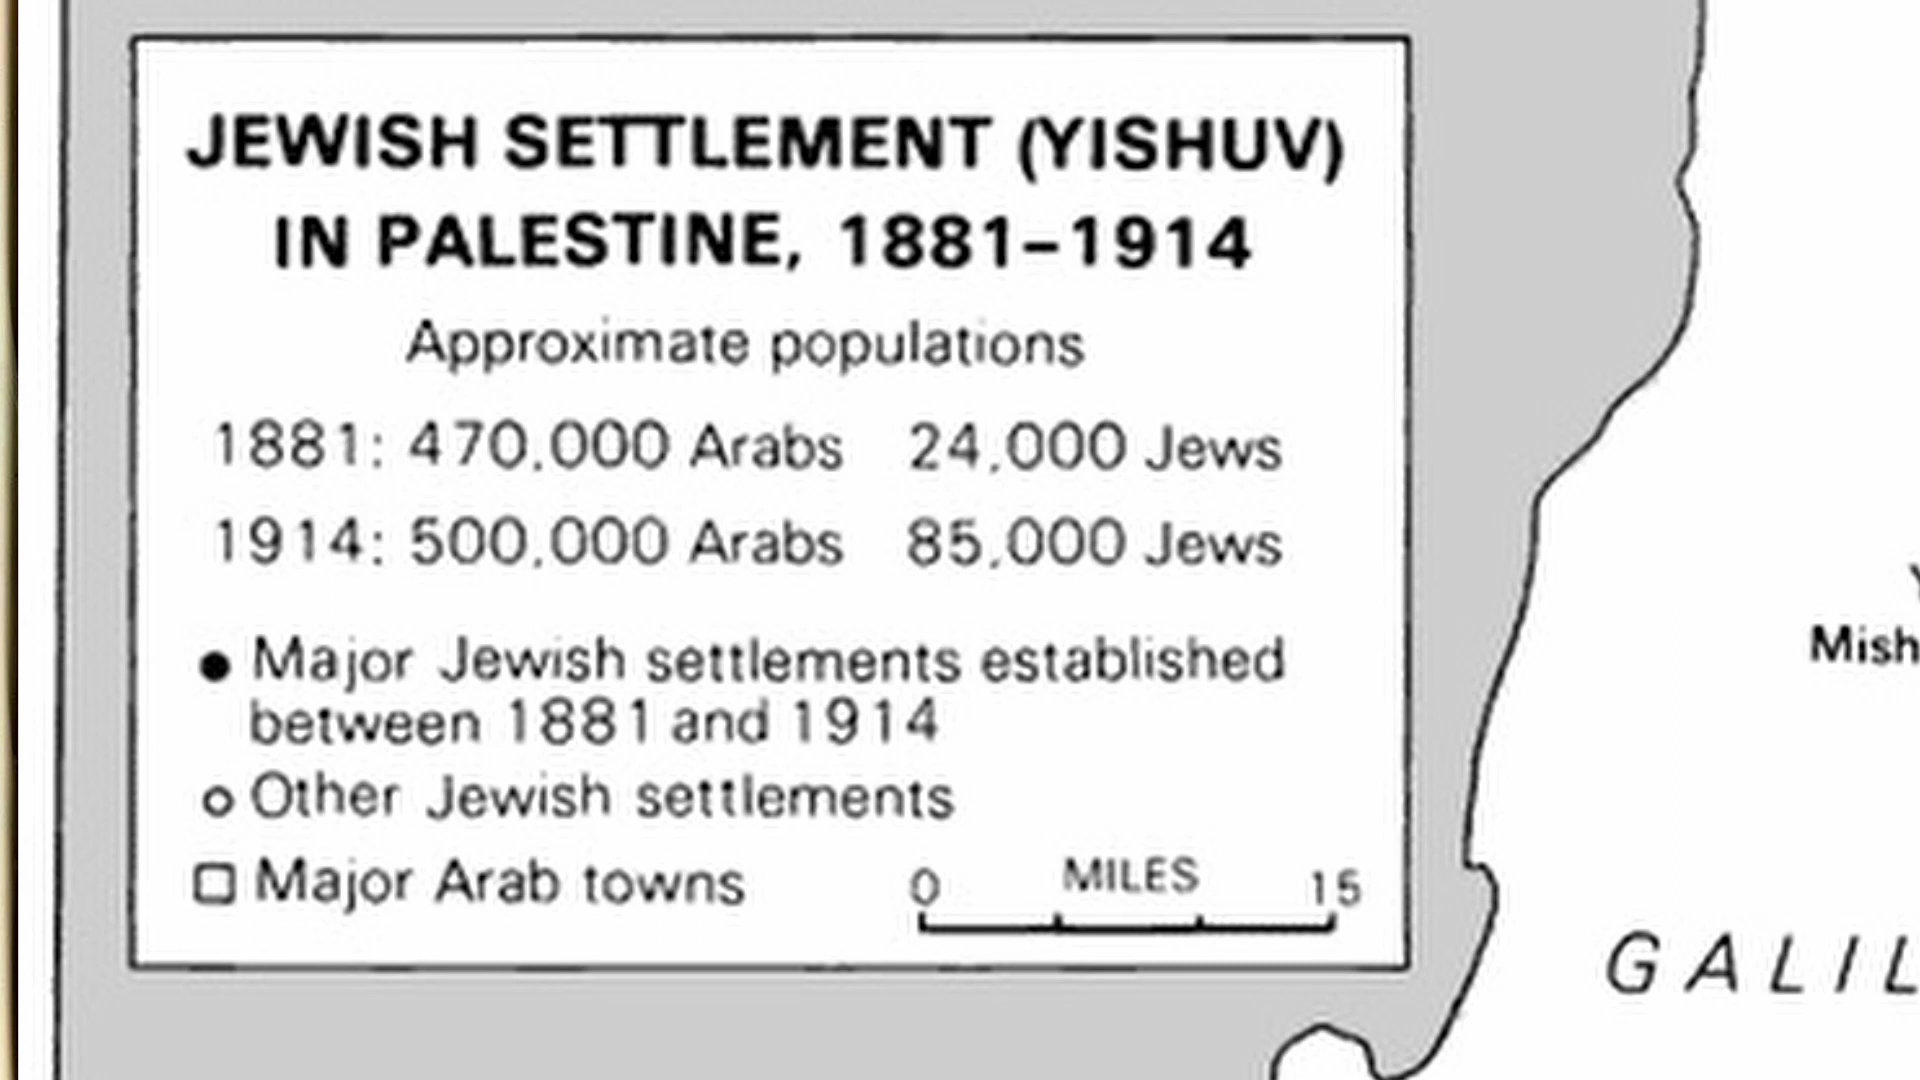 JEWISH SETTLEMENT (YISHUV)
IN PALESTINE, 1881–1914
Approximate populations
1881: 470,000 Arabs 24,000 Jews
1914: 500,000 Arabs 85,000 Jews
Major Jewish settlements established
between 1881 and 1914
Other Jewish settlements
Major Arab towns
0 MILES 15
Mish
GALIL